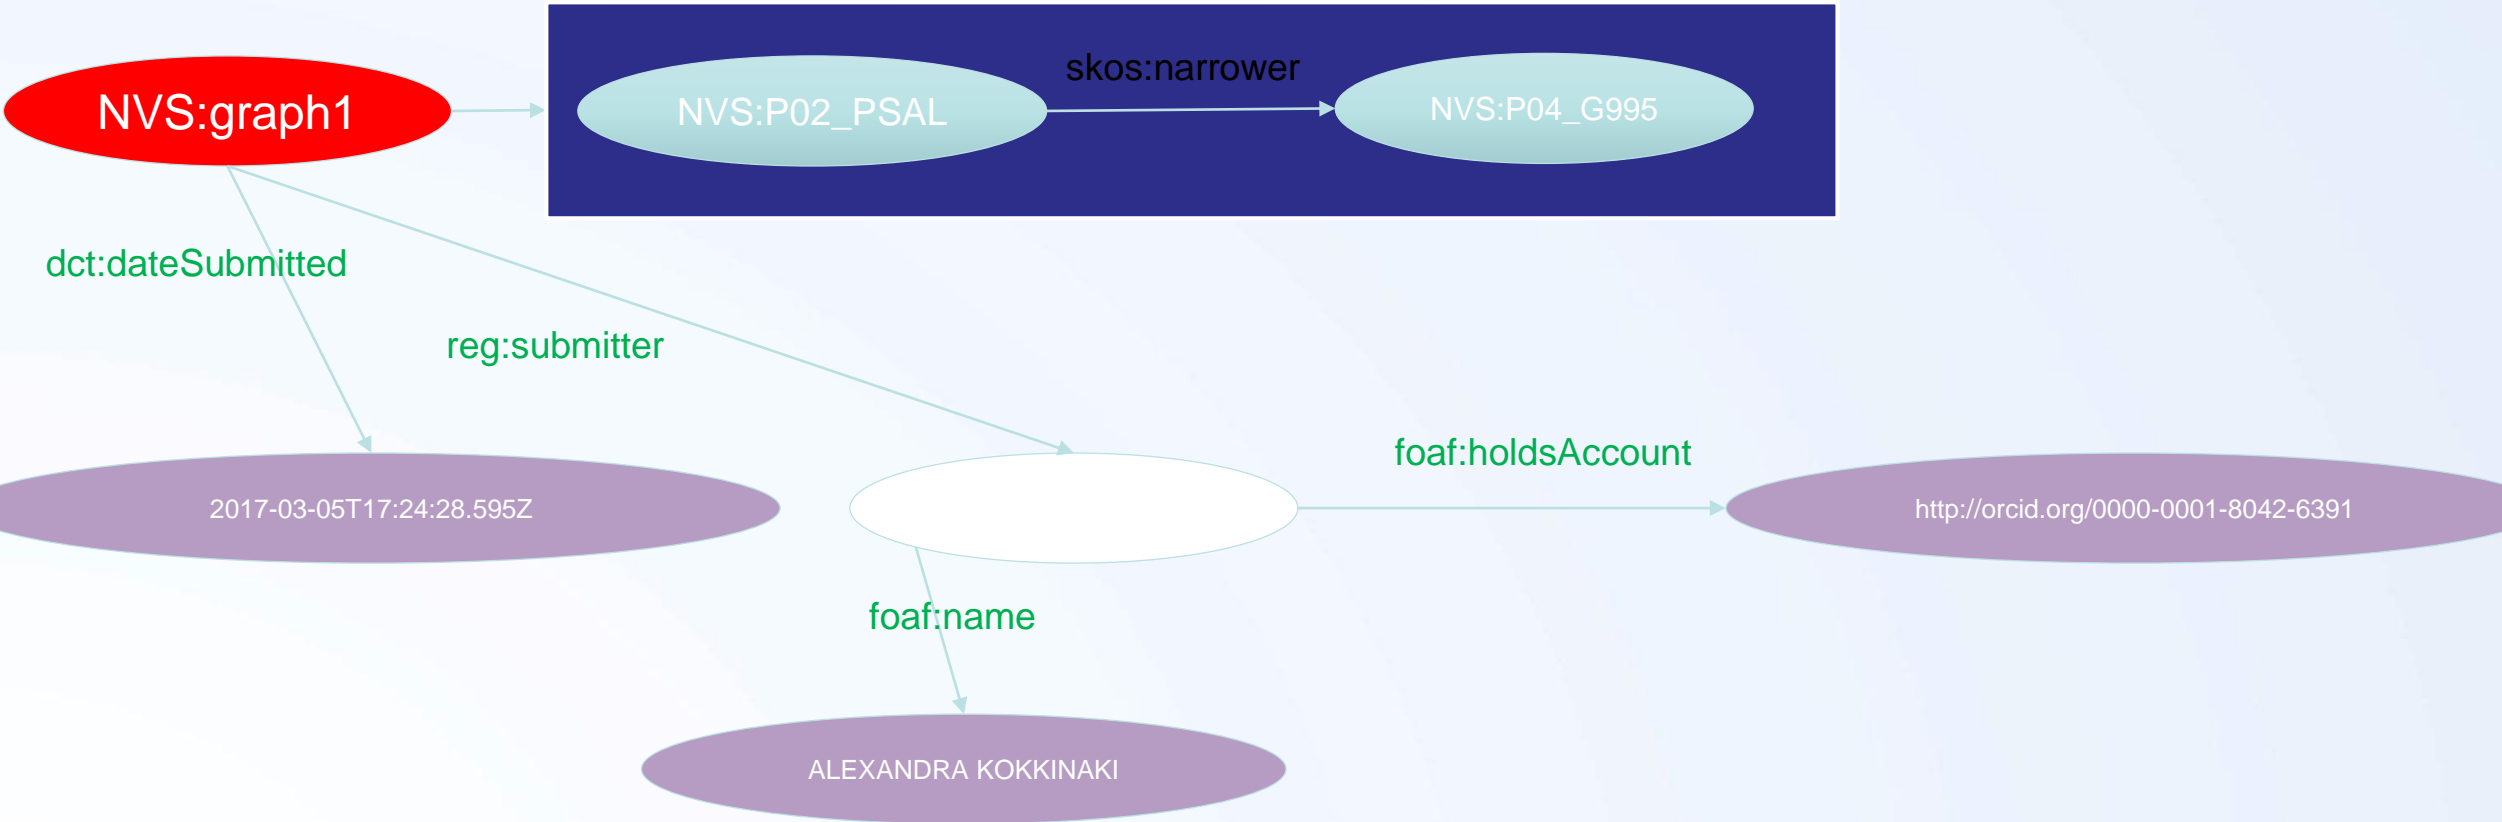 skos:narrower
NVS:graph1
NVS:P02_PSAL
NVS:P04_G995
dct:dateSubmitted
reg:submitter
foaf:holdsAccount
2017-03-05T17:24:28.595Z
http://orcid.org/0000-0001-8042-6391
foaf:name
ALEXANDRA KOKKINAKI